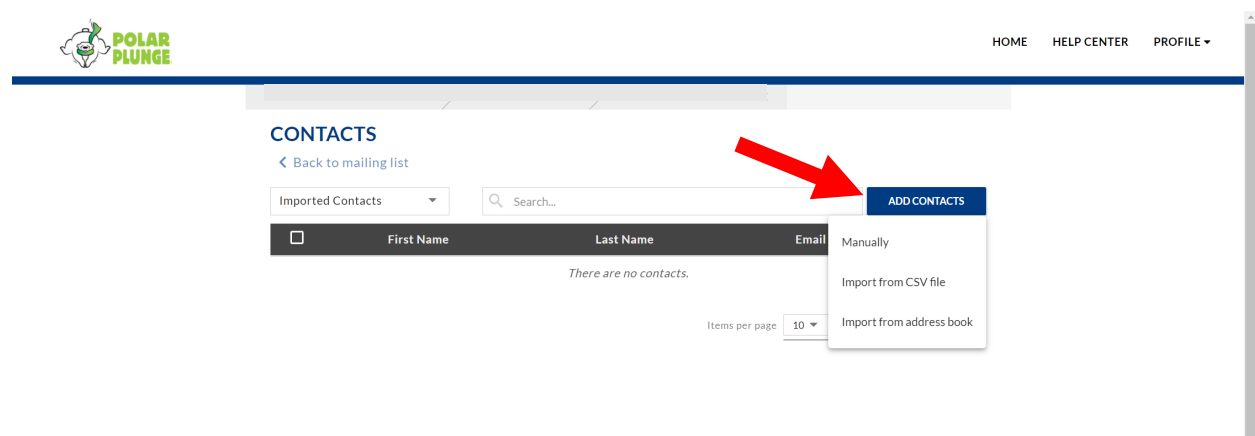 POLAR
PLUNGE
HOME HELP CENTER PROFILE
CONTACTS
Back to mailing list
Imported Contacts Search... ADD CONTACTS
First Name Last Name Email
Manually
There are no contacts.
Import from CSV file
Items per page 10
Import from address book